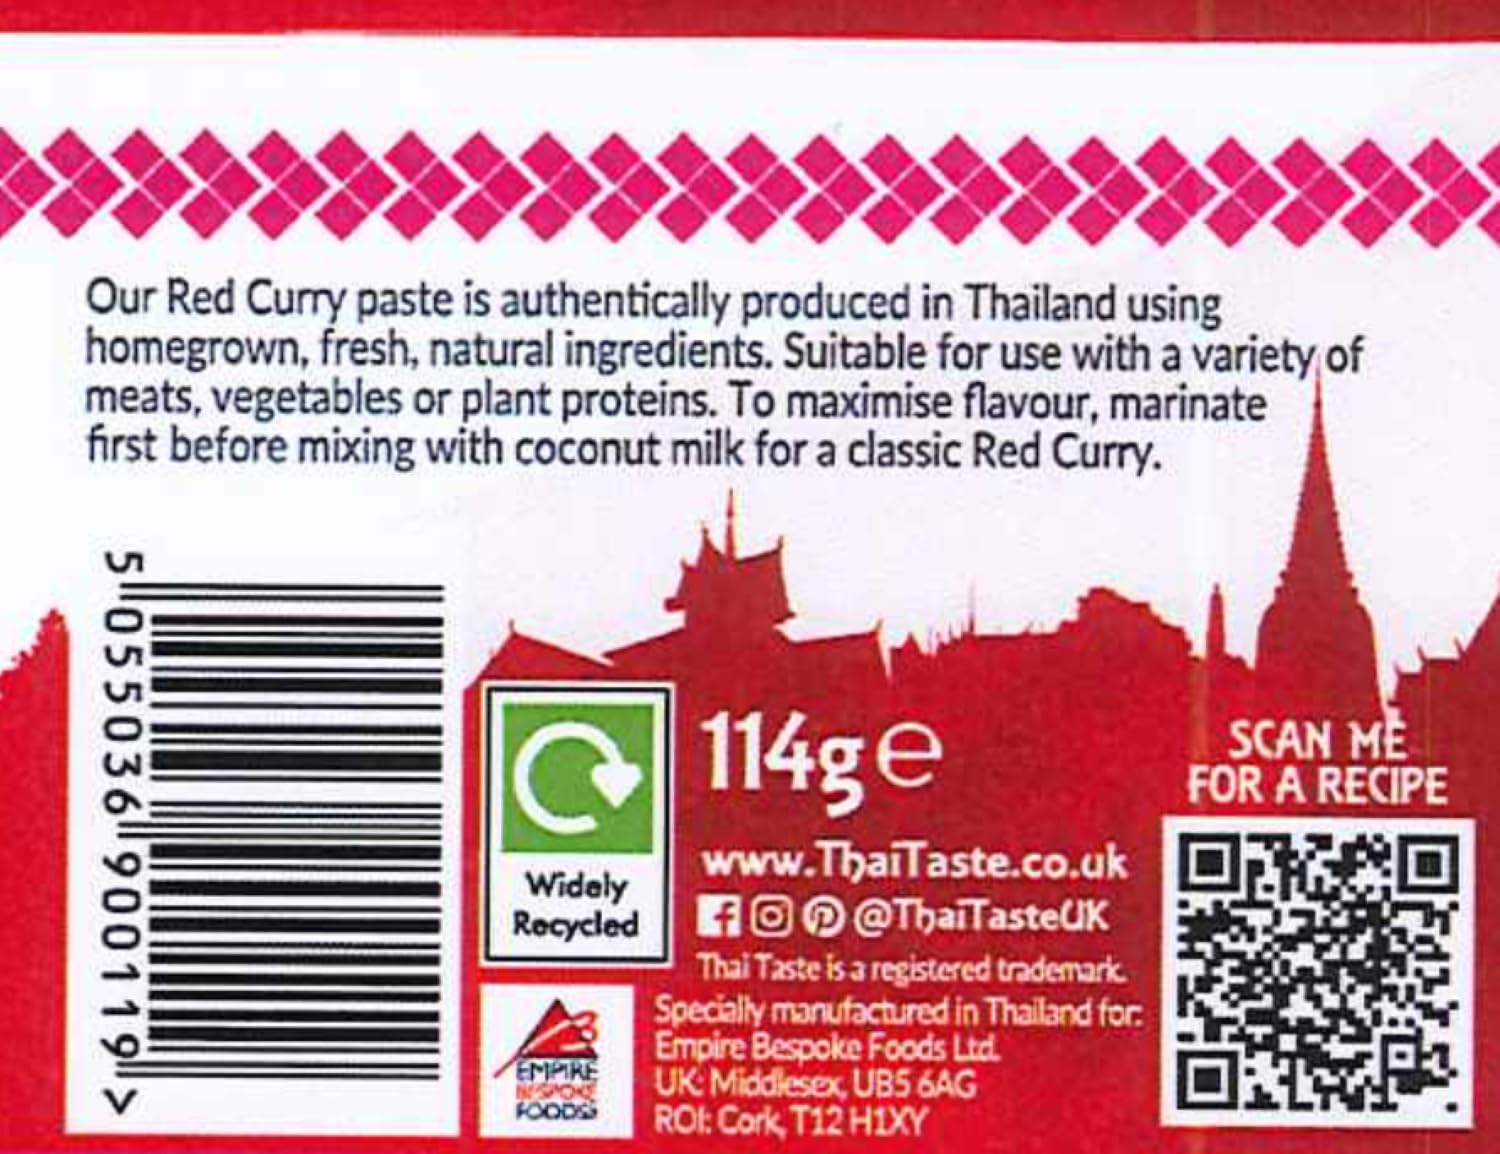 Our Red Curry paste is authentically produced in Thailand using
homegrown, fresh, natural ingredients. Suitable for use with a variety of
meats, vegetables or plant proteins. To maximise flavour, marinate
first before mixing with coconut milk for a classic Red Curry.
5 055036 900119 >
Widely
Recycled
114g e
www.ThaiTaste.co.uk
@ThaiTasteUK
Thai Taste is a registered trademark.
Specially manufactured in Thailand for:
Empire Bespoke Foods Ltd.
UK: Middlesex, UB5 6AG
ROI: Cork, T12 H1XY
EMPIRE
BESPOKE
FOODS
SCAN ME
FOR A RECIPE